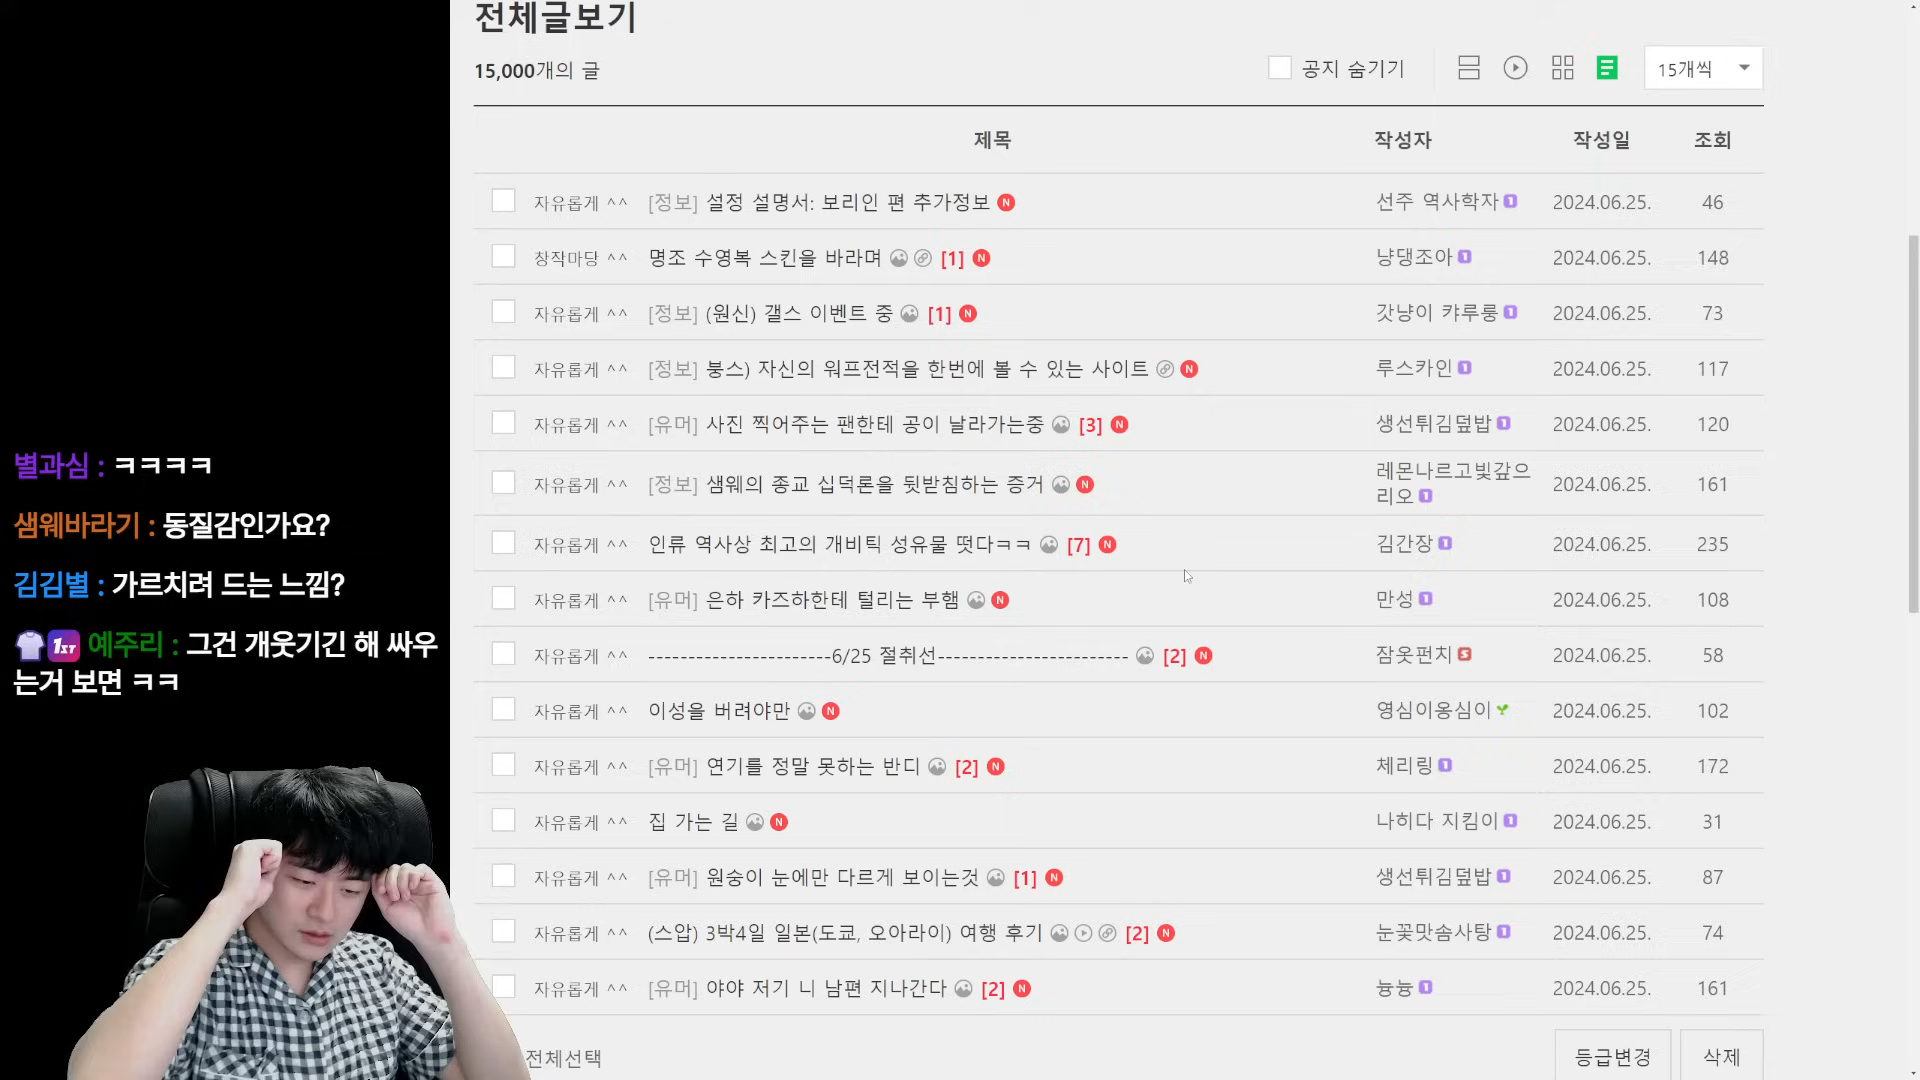 전체글보기
15,000개의 글
공지 숨기기
15개씩
제목 작성자 작성일 조회
자유롭게 ^^ [정보] 설정 설명서: 보리인 편 추가정보 N 선주 역사학자 1 2024.06.25. 46
창작마당 ^^ 명조 수영복 스킨을 바라며 [1] N 냥댕조아 1 2024.06.25. 148
자유롭게 ^^ [정보] (원신) 갤스 이벤트 중 [1] N 갓냥이 캬루룽 1 2024.06.25. 73
자유롭게 ^^ [정보] 붕스) 자신의 워프전적을 한번에 볼 수 있는 사이트 N 루스카인 1 2024.06.25. 117
자유롭게 ^^ [유머] 사진 찍어주는 팬한테 공이 날라가는중 [3] N 생선튀김덮밥 1 2024.06.25. 120
자유롭게 ^^ [정보] 샘웨의 종교 십덕론을 뒷받침하는 증거 N 레몬나르고빛갚으리오 1 2024.06.25. 161
자유롭게 ^^ 인류 역사상 최고의 개비틱 성유물 떳다ㅋㅋ [7] N 김간장 1 2024.06.25. 235
자유롭게 ^^ [유머] 은하 카즈하한테 털리는 부햄 N 만성 1 2024.06.25. 108
자유롭게 ^^ -----------------------6/25 절취선------------------------ [2] N 잠옷펀치 S 2024.06.25. 58
자유롭게 ^^ 이성을 버려야만 N 영심이옹심이 2024.06.25. 102
자유롭게 ^^ [유머] 연기를 정말 못하는 반디 [2] N 체리링 1 2024.06.25. 172
자유롭게 ^^ 집 가는 길 N 나히다 지킴이 1 2024.06.25. 31
자유롭게 ^^ [유머] 원숭이 눈에만 다르게 보이는것 [1] N 생선튀김덮밥 1 2024.06.25. 87
자유롭게 ^^ (스압) 3박4일 일본(도쿄, 오아라이) 여행 후기 [2] N 눈꽃맛솜사탕 1 2024.06.25. 74
자유롭게 ^^ [유머] 야야 저기 니 남편 지나간다 [2] N 늉늉 1 2024.06.25. 161
전체선택
등급변경 삭제
별과심 : ㅋㅋㅋㅋ
샘웨바라기 : 동질감인가요?
김김별 : 가르치려 드는 느낌?
1ST 예주리 : 그건 개웃기긴 해 싸우
는거 보면 ㅋㅋ